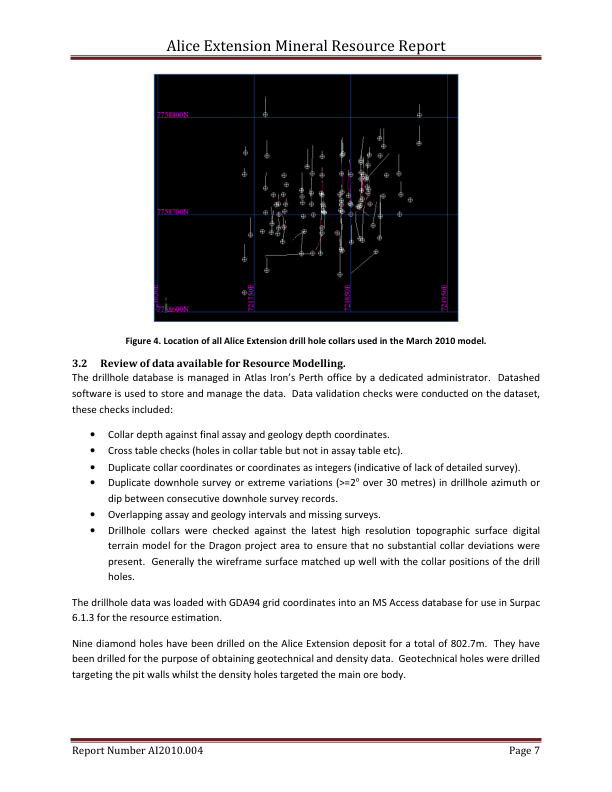 Alice Extension Mineral Resource Report
7758800N
7758700N
721750E
721850E
721950E
Figure 4. Location of all Alice Extension drill hole collars used in the March 2010 model.
3.2 Review of data available for Resource Modelling.
The drillhole database is managed in Atlas Iron's Perth office by a dedicated administrator. Datashed
software is used to store and manage the data. Data validation checks were conducted on the dataset,
these checks included:
• Collar depth against final assay and geology depth coordinates.
• Cross table checks (holes in collar table but not in assay table etc).
• Duplicate collar coordinates or coordinates as integers (indicative of lack of detailed survey).
• Duplicate downhole survey or extreme variations (>=2° over 30 metres) in drillhole azimuth or
dip between consecutive downhole survey records.
• Overlapping assay and geology intervals and missing surveys.
• Drillhole collars were checked against the latest high resolution topographic surface digital
terrain model for the Dragon project area to ensure that no substantial collar deviations were
present. Generally the wireframe surface matched up well with the collar positions of the drill
holes.
The drillhole data was loaded with GDA94 grid coordinates into an MS Access database for use in Surpac
6.1.3 for the resource estimation.
Nine diamond holes have been drilled on the Alice Extension deposit for a total of 802.7m. They have
been drilled for the purpose of obtaining geotechnical and density data. Geotechnical holes were drilled
targeting the pit walls whilst the density holes targeted the main ore body.
Report Number AI2010.004 Page 7